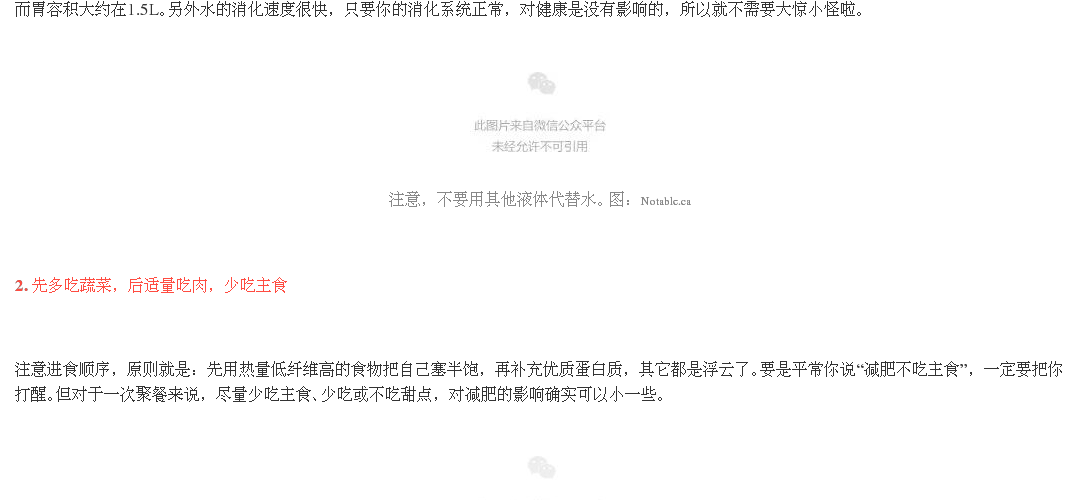 而胃容积大约在1.5L。另外水的消化速度很快，只要你的消化系统正常，对健康是没有影响的，所以就不需要大惊小怪啦。
此图片来自微信公众平台
未经允许不可引用
注意，不要用其他液体代替水。图：Notable.ca
2. 先多吃蔬菜，后适量吃肉，少吃主食
注意进食顺序，原则就是：先用热量低纤维高的食物把自己塞半饱，再补充优质蛋白质，其它都是浮云了。要是平常你说“减肥不吃主食”，一定要把你
打醒。但对于一次聚餐来说，尽量少吃主食、少吃或不吃甜点，对减肥的影响确实可以小一些。